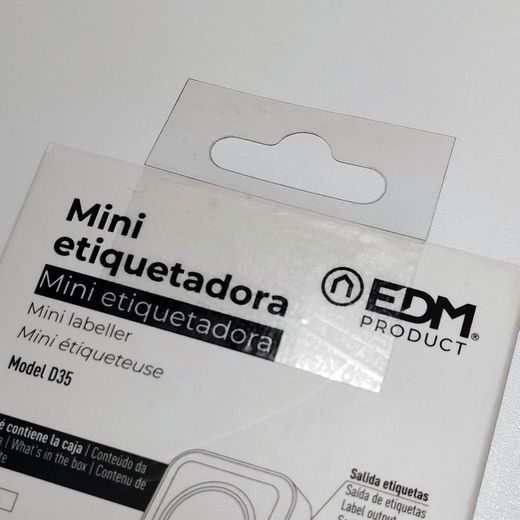 Mini
etiquetadora
Mini etiquetadora
Mini labeller
Mini étiqueteuse
Model D35
EDM
PRODUCT®
contiene la caja | Conteúdo da
| What's in the box | Contenu de
Salida etiquetas
Saída de etiquetas
Label output